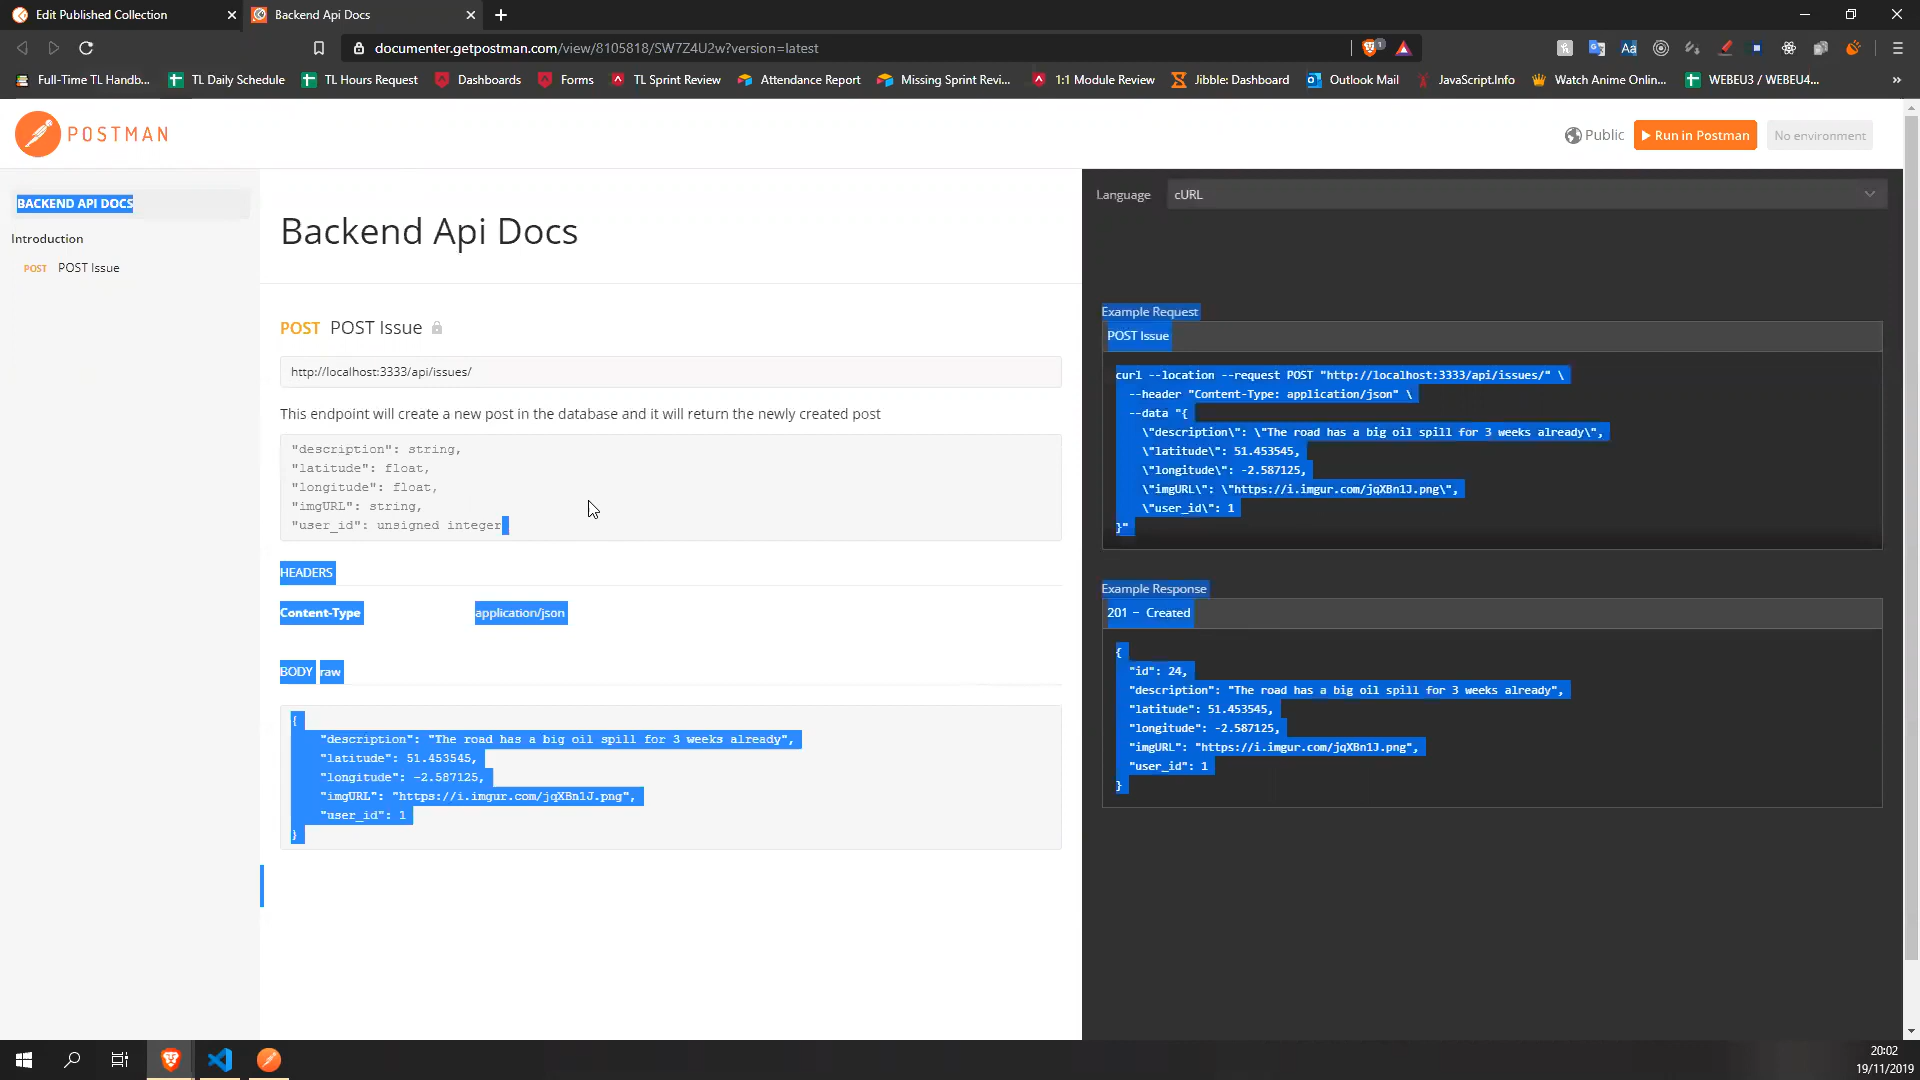 Edit Published Collection
Backend Api Docs
documenter.getpostman.com/view/8105818/SW7Z4U2w?version=latest
Full-Time TL Handb...
TL Daily Schedule
TL Hours Request
Dashboards
Forms
TL Sprint Review
Attendance Report
Missing Sprint Revi...
1:1 Module Review
Jibble: Dashboard
Outlook Mail
JavaScript.Info
Watch Anime Onlin...
WEBEU3 / WEBEU4...
POSTMAN
Public
Run in Postman
No environment
BACKEND API DOCS
Introduction
POST POST Issue
Backend Api Docs
POST POST Issue
http://localhost:3333/api/issues/
This endpoint will create a new post in the database and it will return the newly created post
"description": string,
"latitude": float,
"longitude": float,
"imgURL": string,
"user_id": unsigned integer
HEADERS
Content-Type application/json
BODY raw
{
"description": "The road has a big oil spill for 3 weeks already",
"latitude": 51.453545,
"longitude": -2.587125,
"imgURL": "https://i.imgur.com/jqXBn1J.png",
"user_id": 1
}
Language cURL
Example Request
POST Issue
curl --location --request POST "http://localhost:3333/api/issues/" \
--header "Content-Type: application/json" \
--data "{
\"description\": \"The road has a big oil spill for 3 weeks already\",
\"latitude\": 51.453545,
\"longitude\": -2.587125,
\"imgURL\": \"https://i.imgur.com/jqXBn1J.png\",
\"user_id\": 1
}"
Example Response
201 − Created
{
"id": 24,
"description": "The road has a big oil spill for 3 weeks already",
"latitude": 51.453545,
"longitude": -2.587125,
"imgURL": "https://i.imgur.com/jqXBn1J.png",
"user_id": 1
}
20:02
19/11/2019